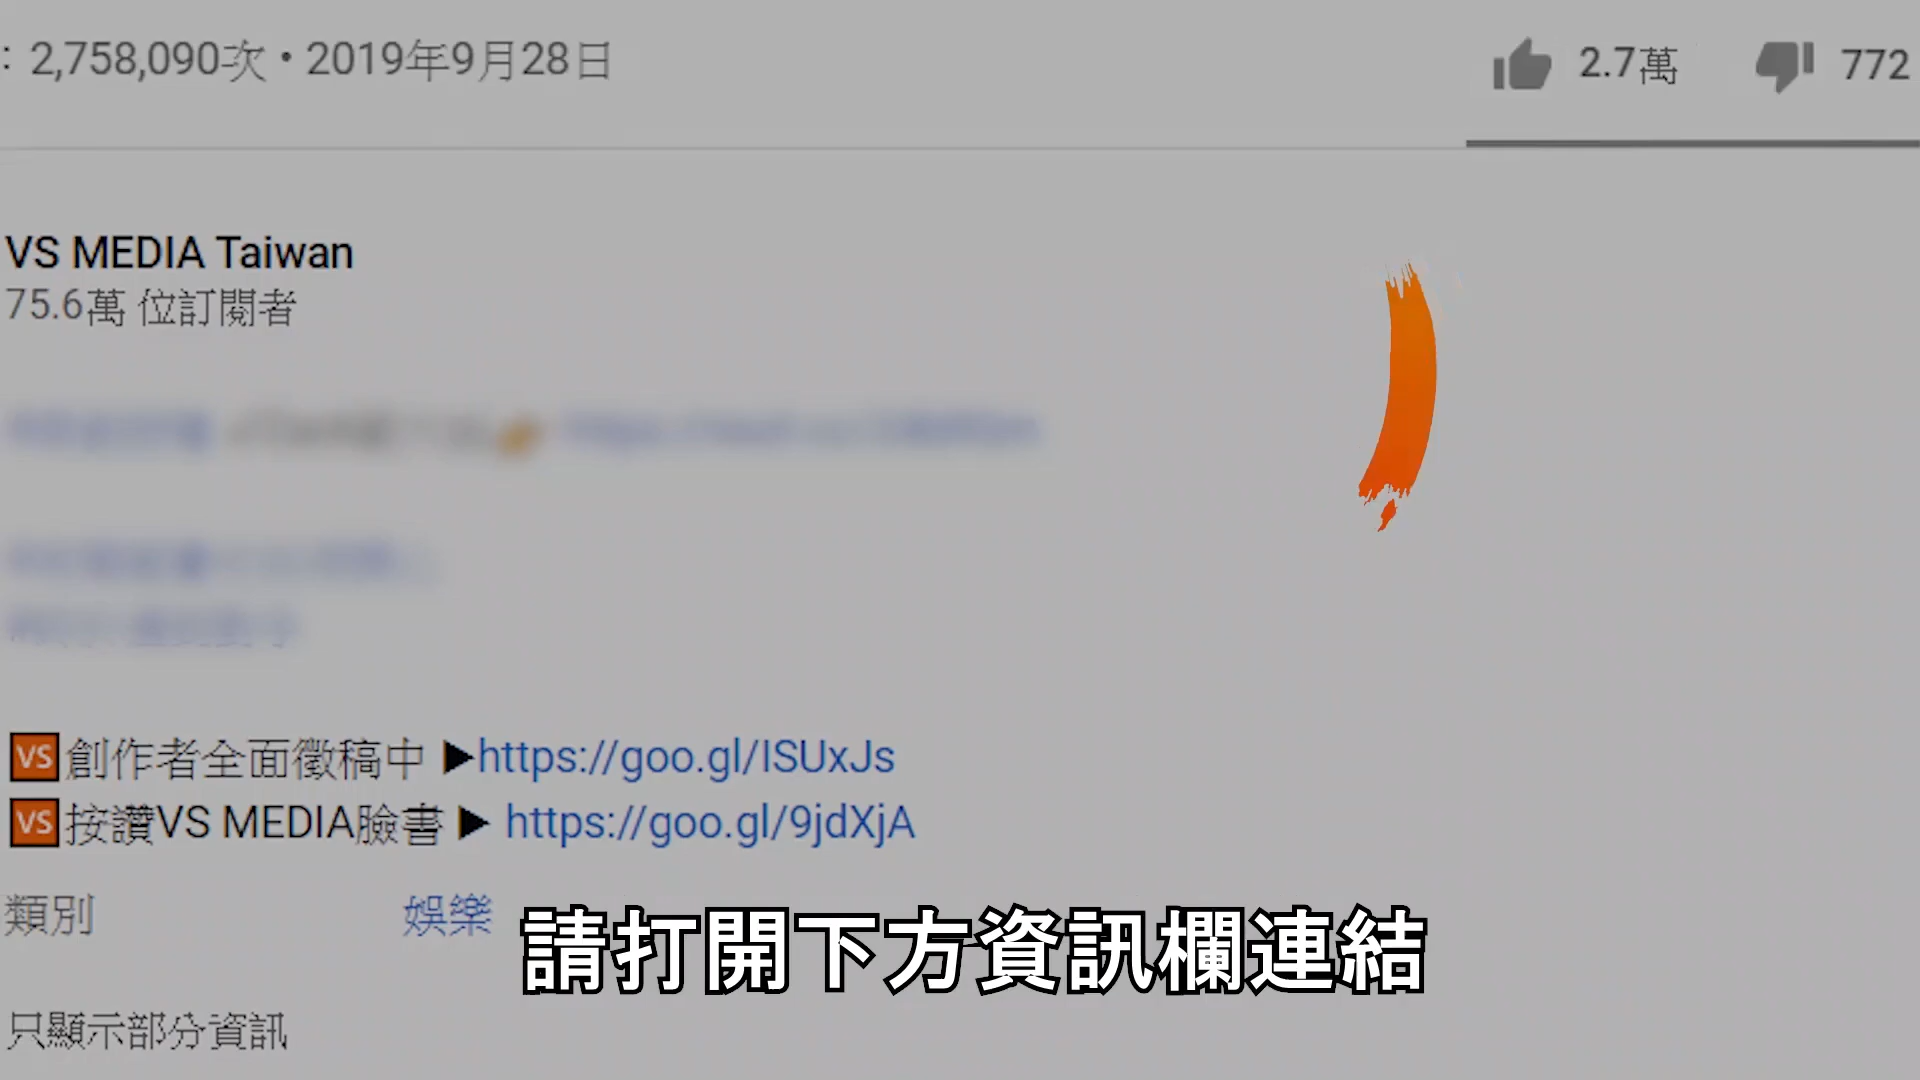 : 2,758,090次 • 2019年9月28日
2.7萬
772
VS MEDIA Taiwan
75.6萬 位訂閱者
VS創作者全面徵稿中 ▶https://goo.gl/ISUxJs
VS按讚VS MEDIA臉書 ▶ https://goo.gl/9jdXjA
類別 娛樂
請打開下方資訊欄連結
只顯示部分資訊